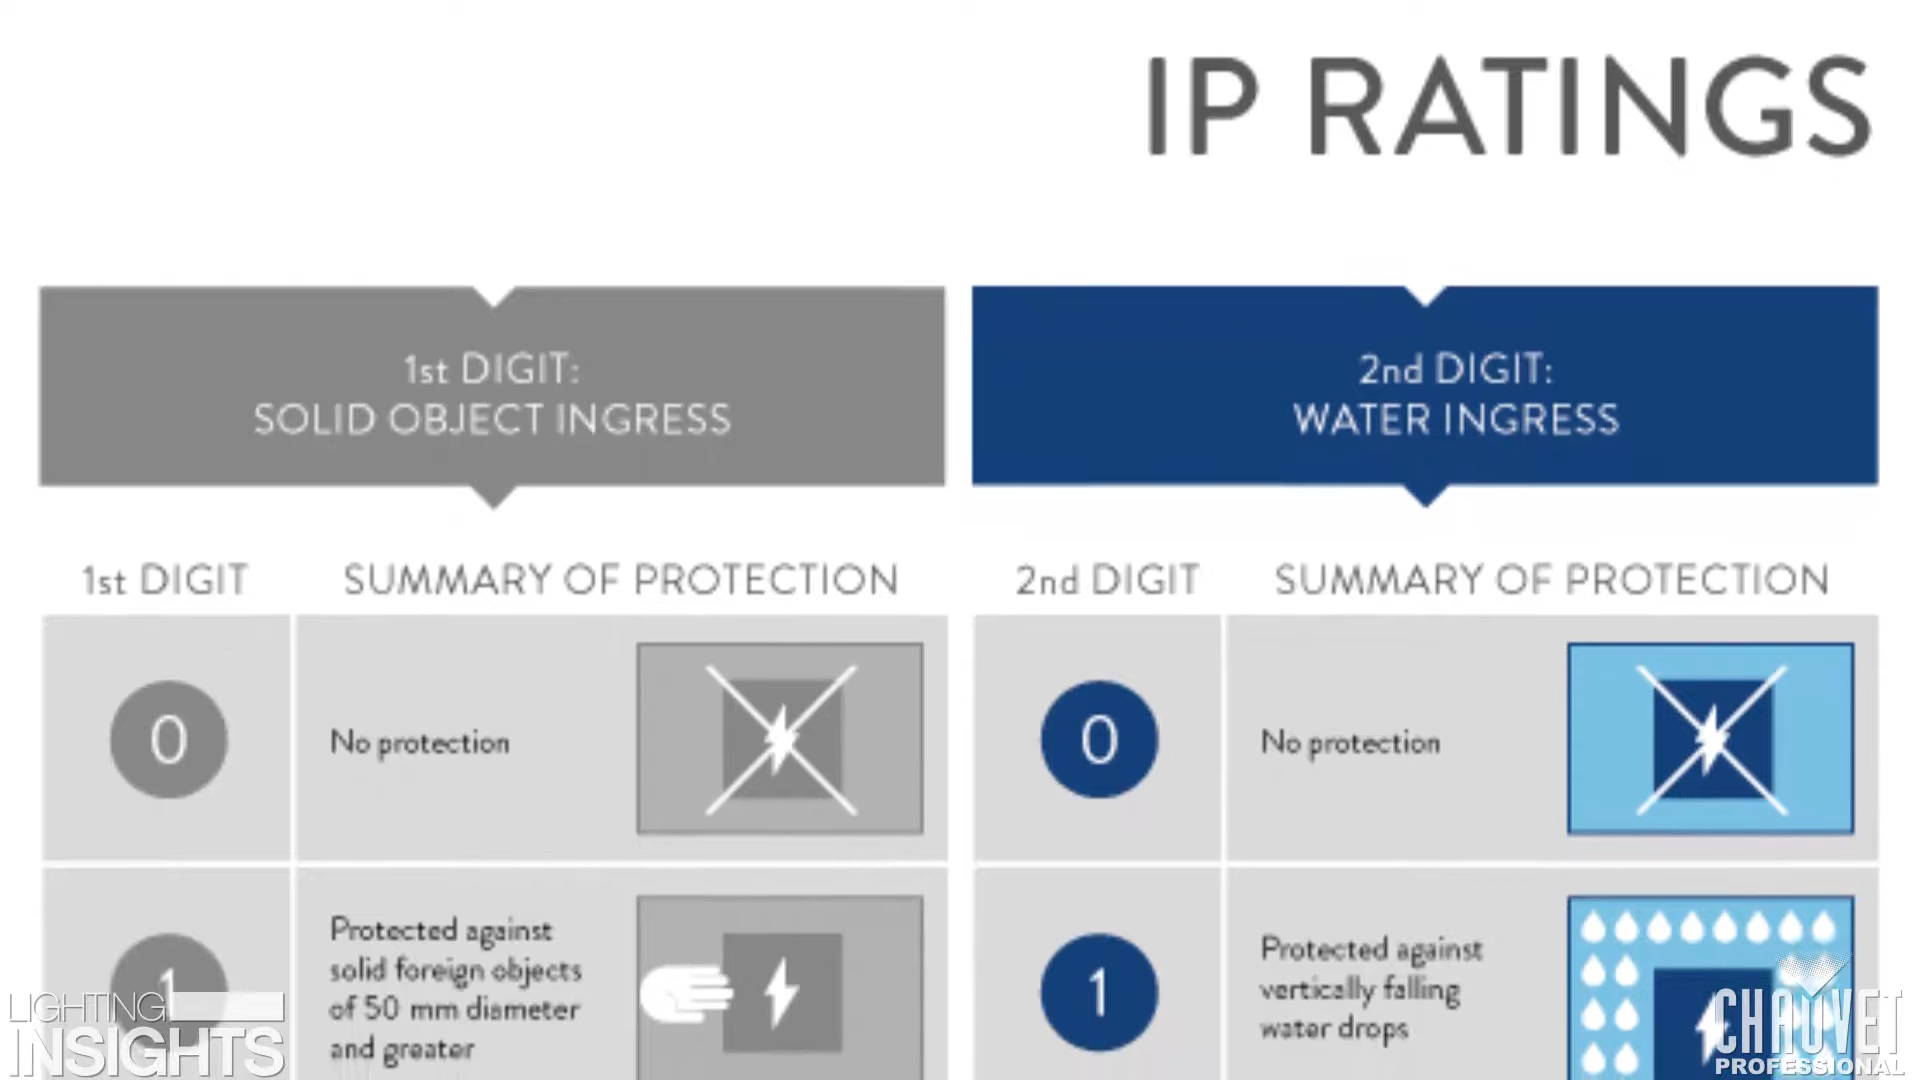 IP RATINGS
1st DIGIT:
SOLID OBJECT INGRESS
2nd DIGIT:
WATER INGRESS
1st DIGIT
SUMMARY OF PROTECTION
2nd DIGIT
SUMMARY OF PROTECTION
0
No protection
0
No protection
1
Protected against
solid foreign objects
of 50 mm diameter
and greater
1
Protected against
vertically falling
water drops
LIGHTING
INSIGHTS
CHAUVET
PROFESSIONAL